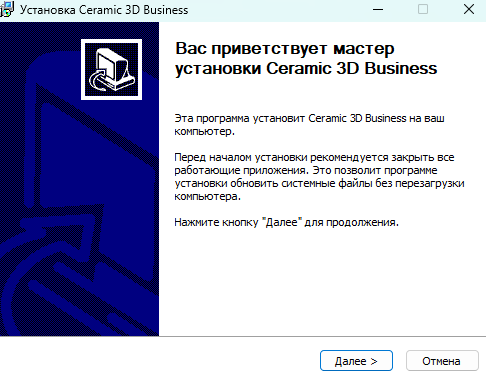 Установка Ceramic 3D Business
Вас приветствует мастер
установки Ceramic 3D Business
Эта программа установит Ceramic 3D Business на ваш
компьютер.
Перед началом установки рекомендуется закрыть все
работающие приложения. Это позволит программе
установки обновить системные файлы без перезагрузки
компьютера.
Нажмите кнопку "Далее" для продолжения.
Далее >
Отмена